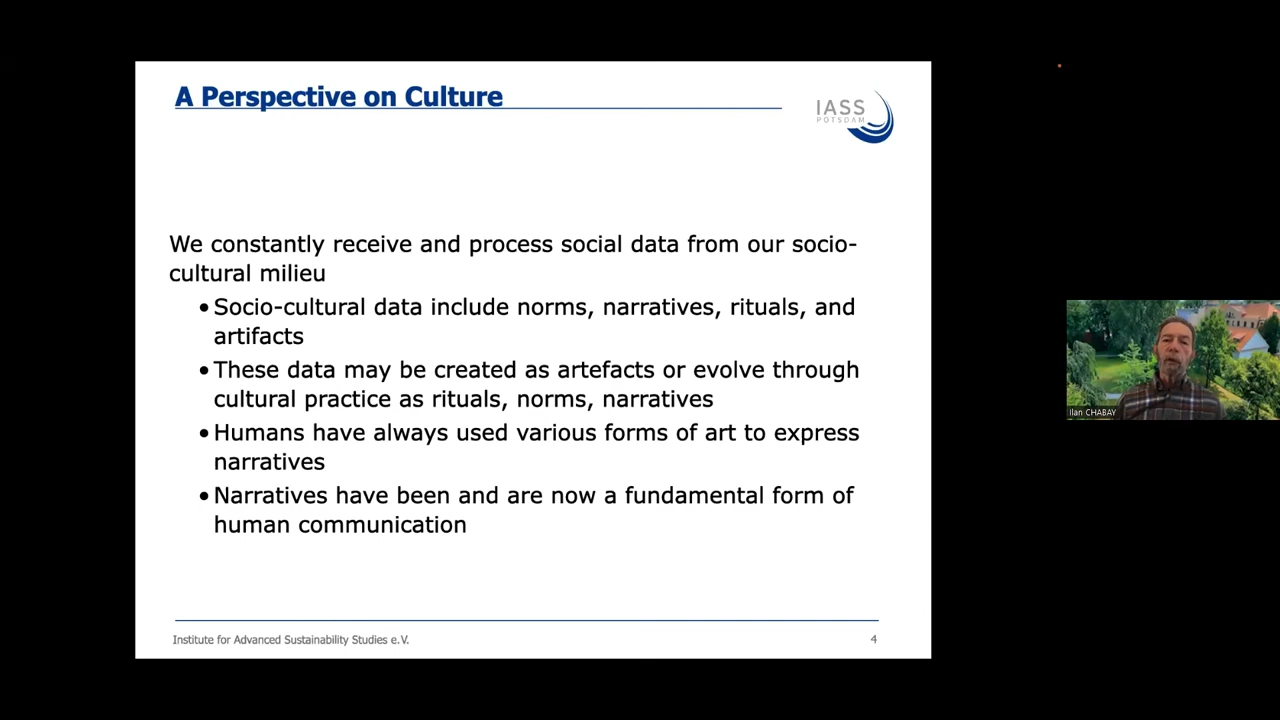 A Perspective on Culture
IASS
POTSDAM
We constantly receive and process social data from our socio-
cultural milieu
•Socio-cultural data include norms, narratives, rituals, and
artifacts
•These data may be created as artefacts or evolve through
cultural practice as rituals, norms, narratives
•Humans have always used various forms of art to express
narratives
•Narratives have been and are now a fundamental form of
human communication
Institute for Advanced Sustainability Studies e.V.
4
Ilan CHABAY